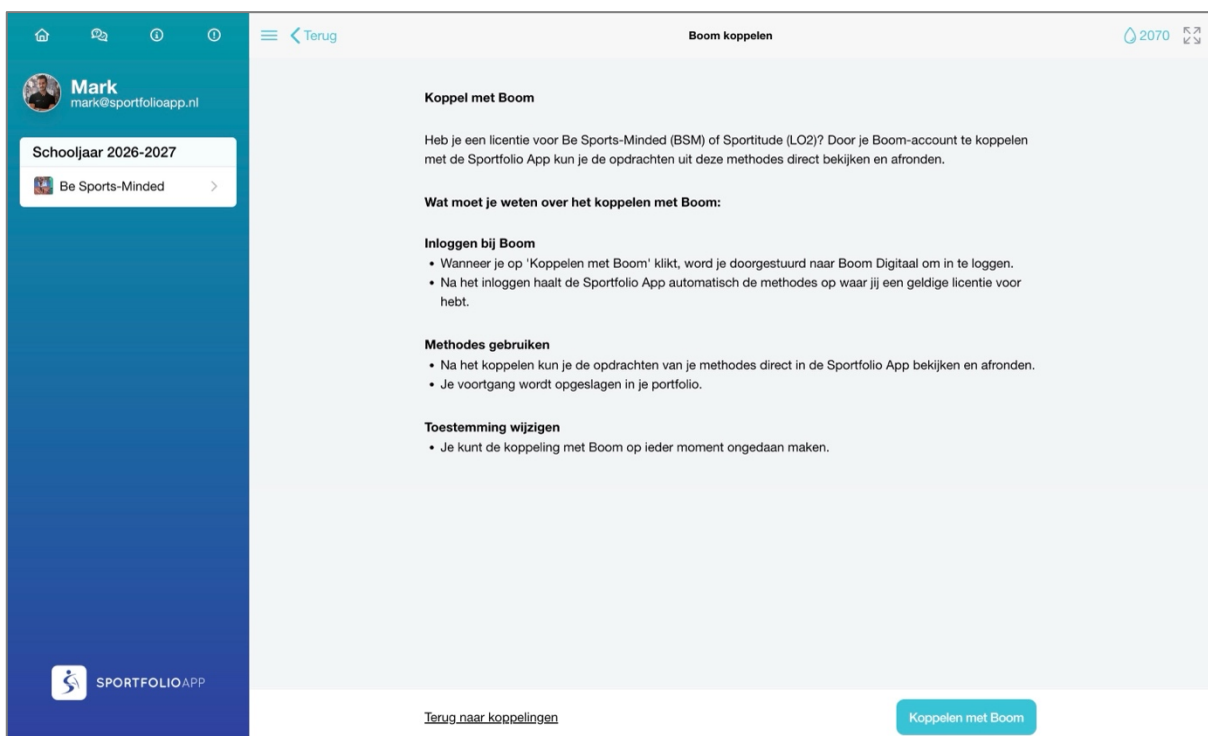 Terug
Boom koppelen
2070
Mark
mark@sportfolioapp.nl
Schooljaar 2026-2027
Be Sports-Minded
Koppel met Boom
Heb je een licentie voor Be Sports-Minded (BSM) of Sportitude (LO2)? Door je Boom-account te koppelen
met de Sportfolio App kun je de opdrachten uit deze methodes direct bekijken en afronden.
Wat moet je weten over het koppelen met Boom:
Inloggen bij Boom
• Wanneer je op 'Koppelen met Boom' klikt, word je doorgestuurd naar Boom Digitaal om in te loggen.
• Na het inloggen haalt de Sportfolio App automatisch de methodes op waar jij een geldige licentie voor
hebt.
Methodes gebruiken
• Na het koppelen kun je de opdrachten van je methodes direct in de Sportfolio App bekijken en afronden.
• Je voortgang wordt opgeslagen in je portfolio.
Toestemming wijzigen
• Je kunt de koppeling met Boom op ieder moment ongedaan maken.
SPORTFOLIOAPP
Terug naar koppelingen
Koppelen met Boom